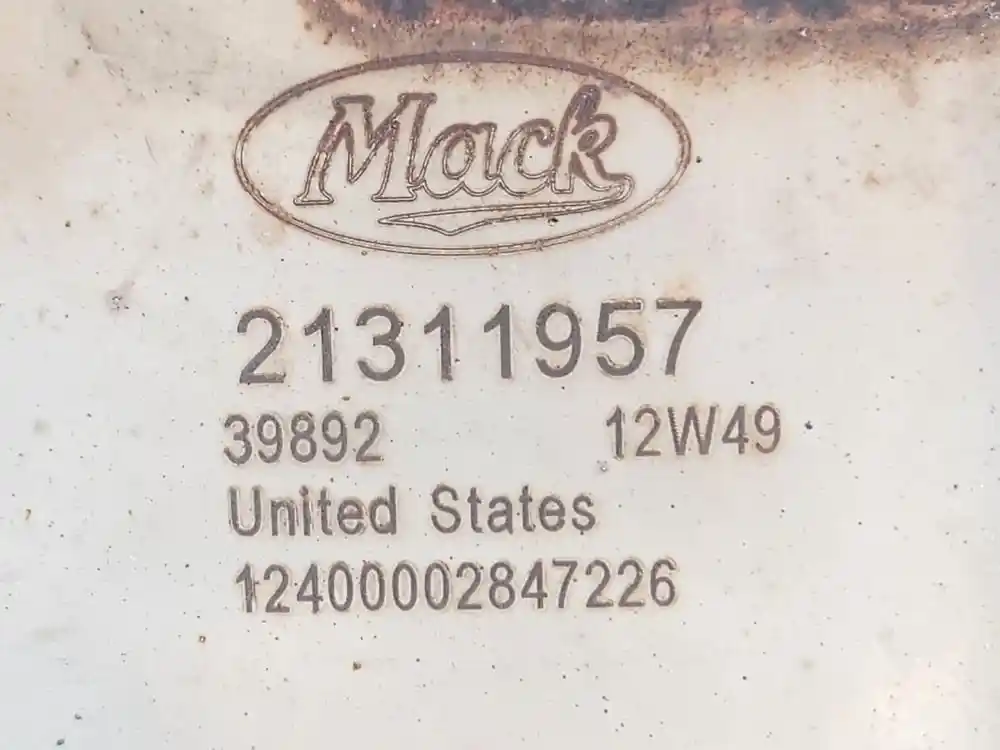 Mack
21311957
39892 12W49
United States
12400002847226